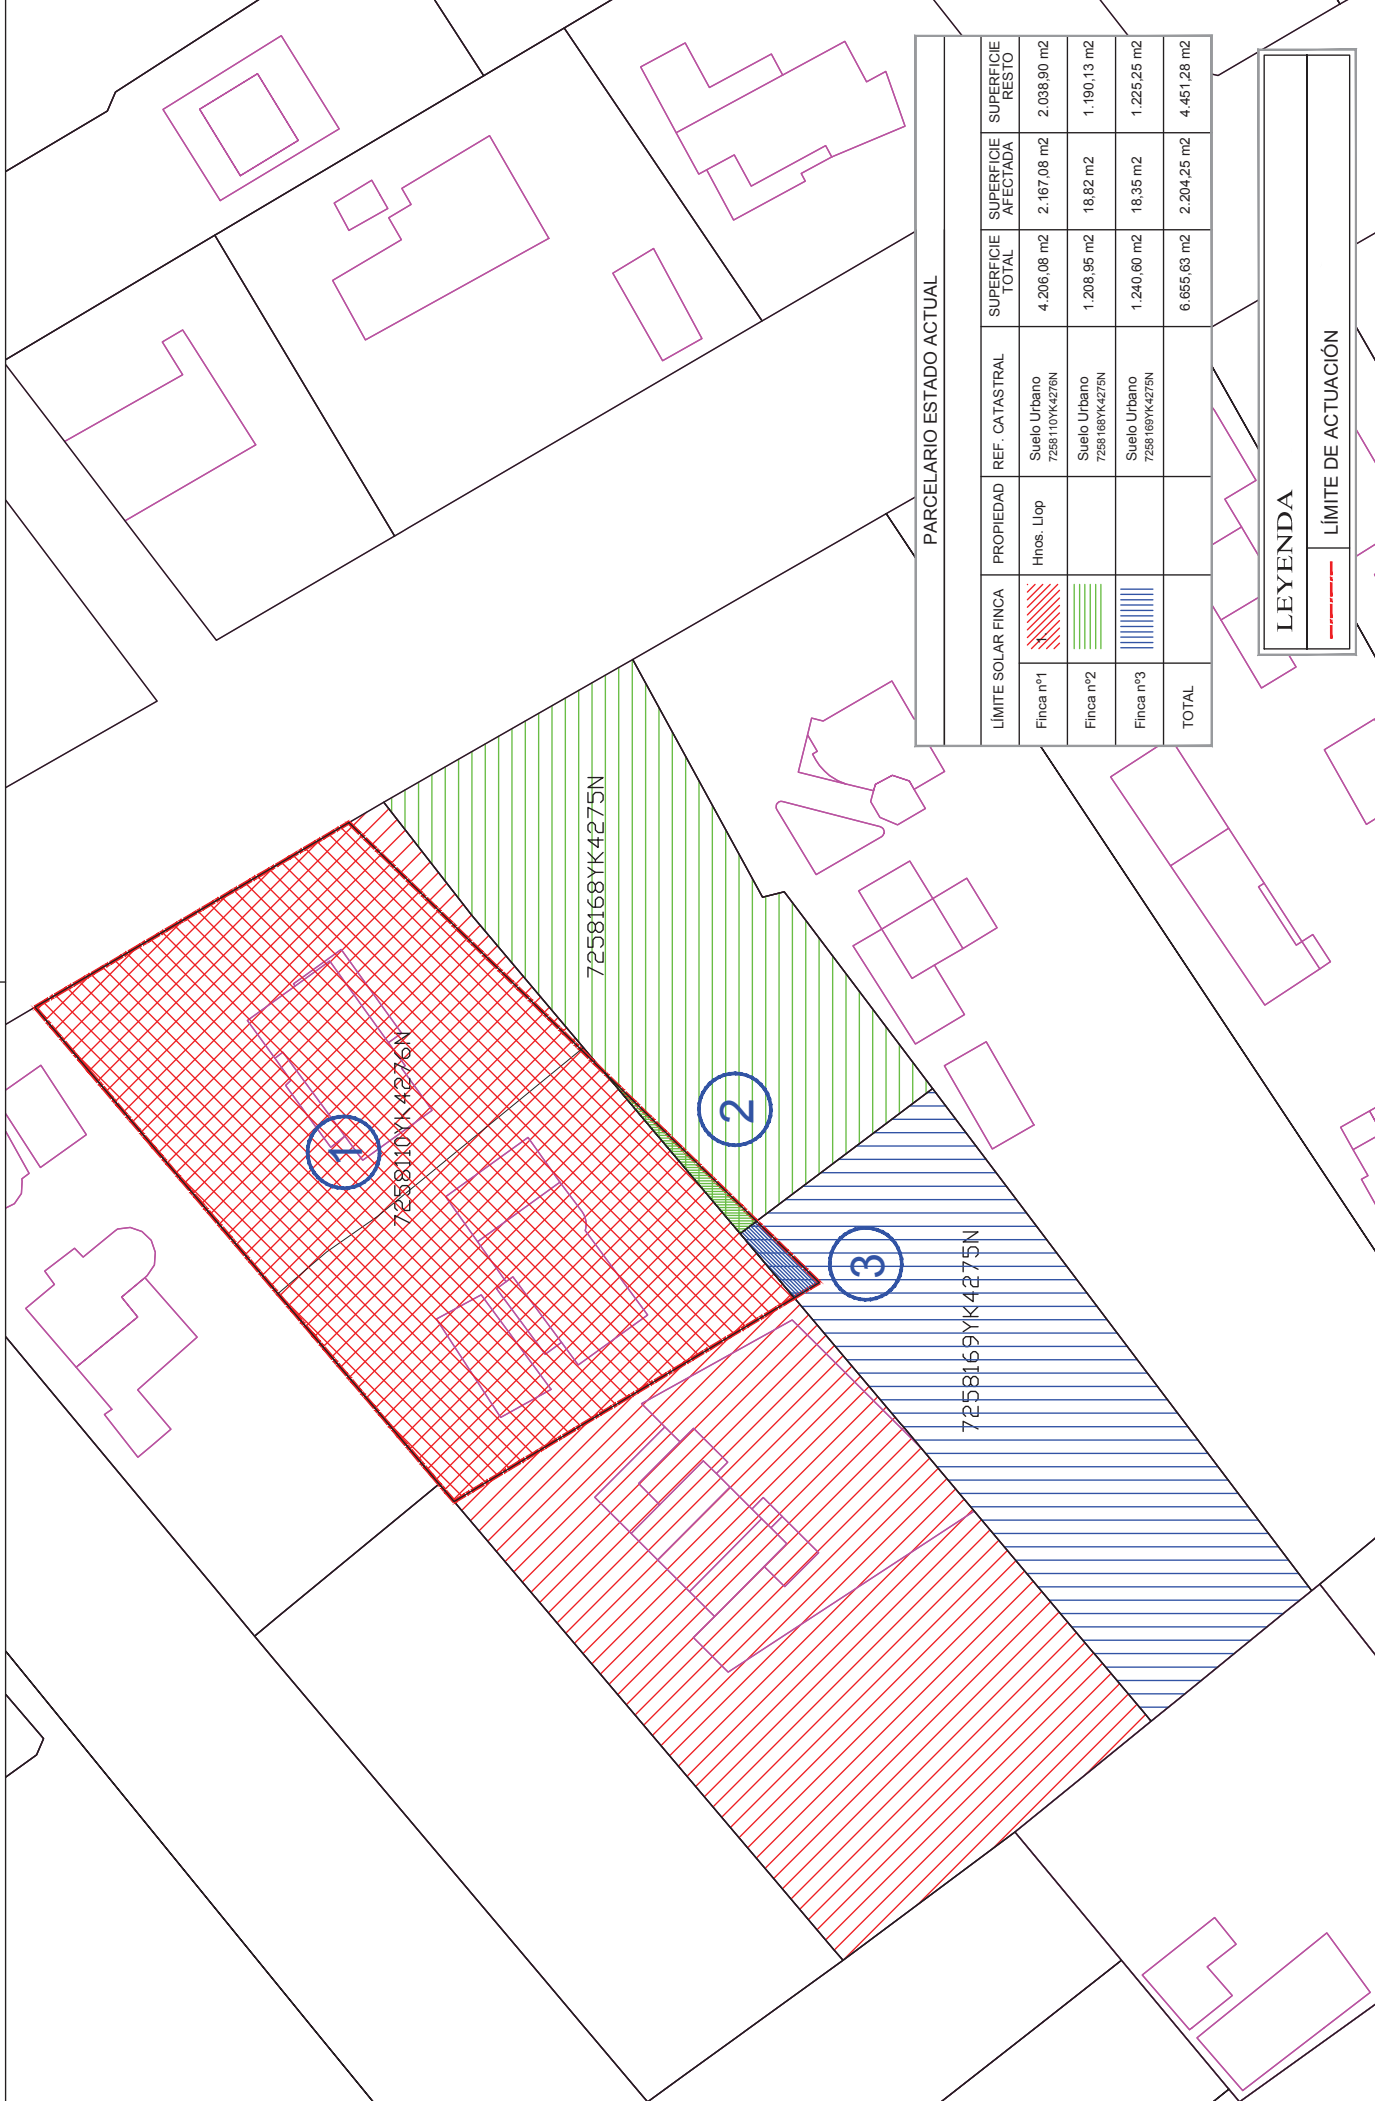 PARCELARIO ESTADO ACTUAL
LÍMITE SOLAR FINCA PROPIEDAD REF. CATASTRAL SUPERFICIE TOTAL SUPERFICIE AFECTADA SUPERFICIE RESTO
Finca nº1 1 Hnos. Llop Suelo Urbano 7258110YK4276N 4.206,08 m2 2.167,08 m2 2.038,90 m2
Finca nº2 Suelo Urbano 7258168YK4275N 1.208,95 m2 18,82 m2 1.190,13 m2
Finca nº3 Suelo Urbano 7258169YK4275N 1.240,60 m2 18,35 m2 1.225,25 m2
TOTAL 6.655,63 m2 2.204,25 m2 4.451,28 m2
LEYENDA
LÍMITE DE ACTUACIÓN
1
7258110YK4276N
7258168YK4275N
2
3
7258169YK4275N